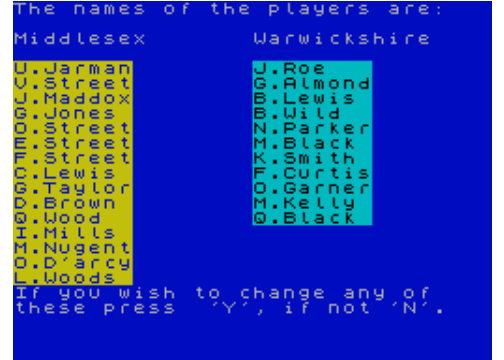 The names of the players are:
Middlesex
U.Jarman
V.Street
J.Maddox
G.Jones
O.Street
E.Street
F.Street
C.Lewis
G.Taylor
D.Brown
Q.Wood
I.Mills
M.Nugent
O.D'arcy
L.Woods
Warwickshire
J.Roe
G.Almond
B.Lewis
B.Wild
N.Parker
M.Black
K.Smith
F.Curtis
O.Garner
M.Kelly
Q.Black
If you wish to change any of
these press 'Y', if not 'N'.